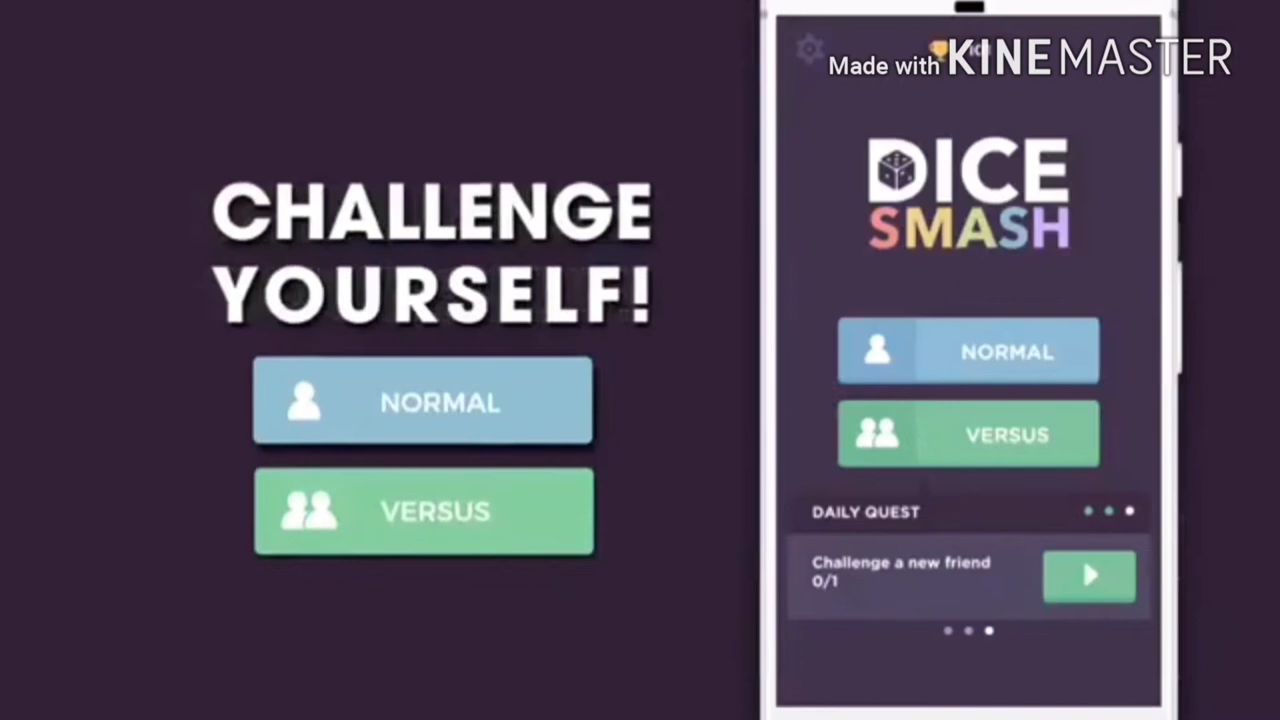 Made with KINEMASTER
CHALLENGE
YOURSELF!
NORMAL
VERSUS
DICE
SMASH
NORMAL
VERSUS
DAILY QUEST
Challenge a new friend
0/1